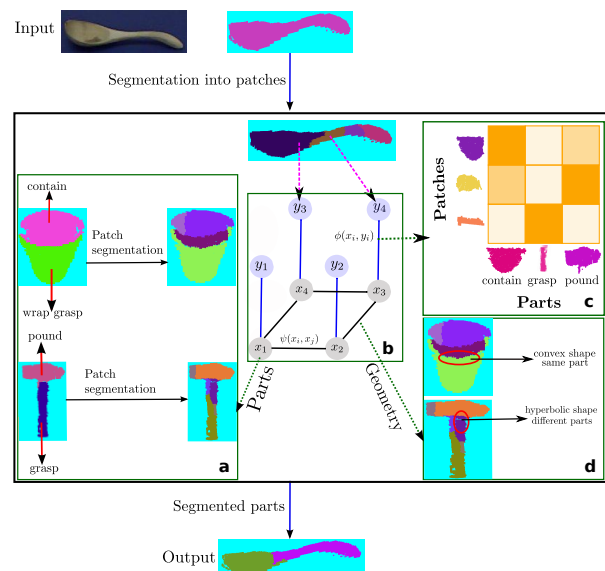 Input
Segmentation into patches
contain
Patch
segmentation
wrap grasp
pound
Patch
segmentation
grasp
a
Parts
y₃
y₄
ϕ(xᵢ, yᵢ)
y₁
y₂
x₄
x₃
ψ(xᵢ, xⱼ)
x₁
x₂
b
Geometry
Patches
contain
grasp
pound
Parts
c
convex shape
same part
hyperbolic shape
different parts
d
Segmented parts
Output